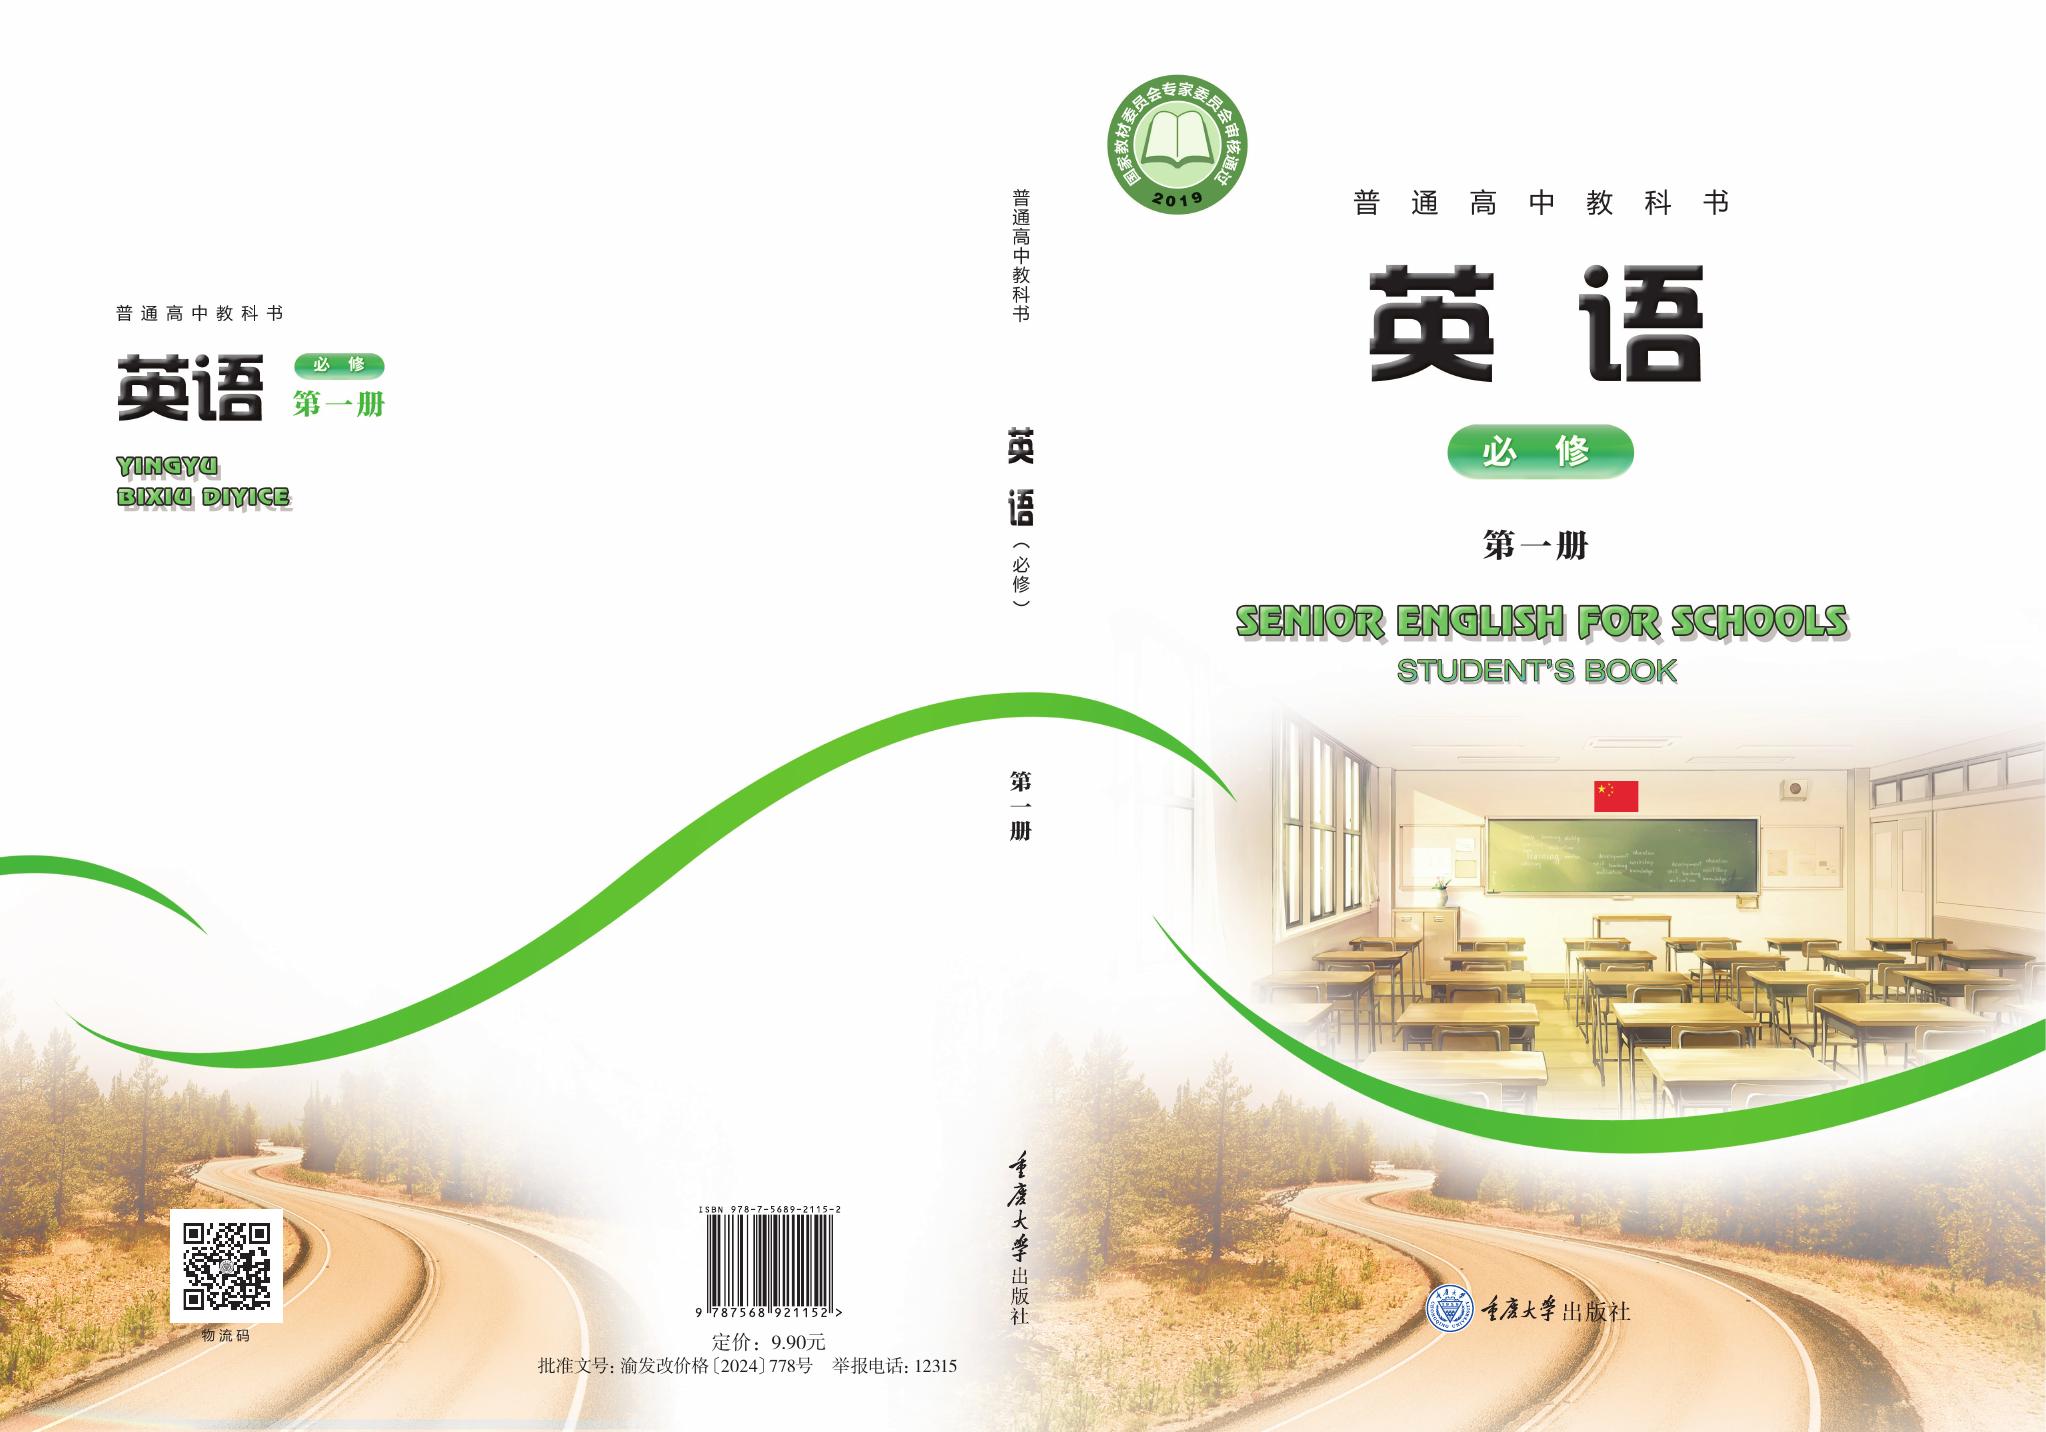 普通高中教科书
英语
必修
第一册
YINGYU
BIXIU DIYICE
ISBN 978-7-5689-2115-2
9 787568 921152 >
定价：9.90元
批准文号：渝发改价格〔2024〕778号 举报电话：12315
物流码
普通高中教科书
英语（必修）
第一册
重庆大学出版社
国家教材委员会专家委员会审核通过
2019
普通高中教科书
英语
必修
第一册
SENIOR ENGLISH FOR SCHOOLS
STUDENT'S BOOK
learning
重庆大学出版社